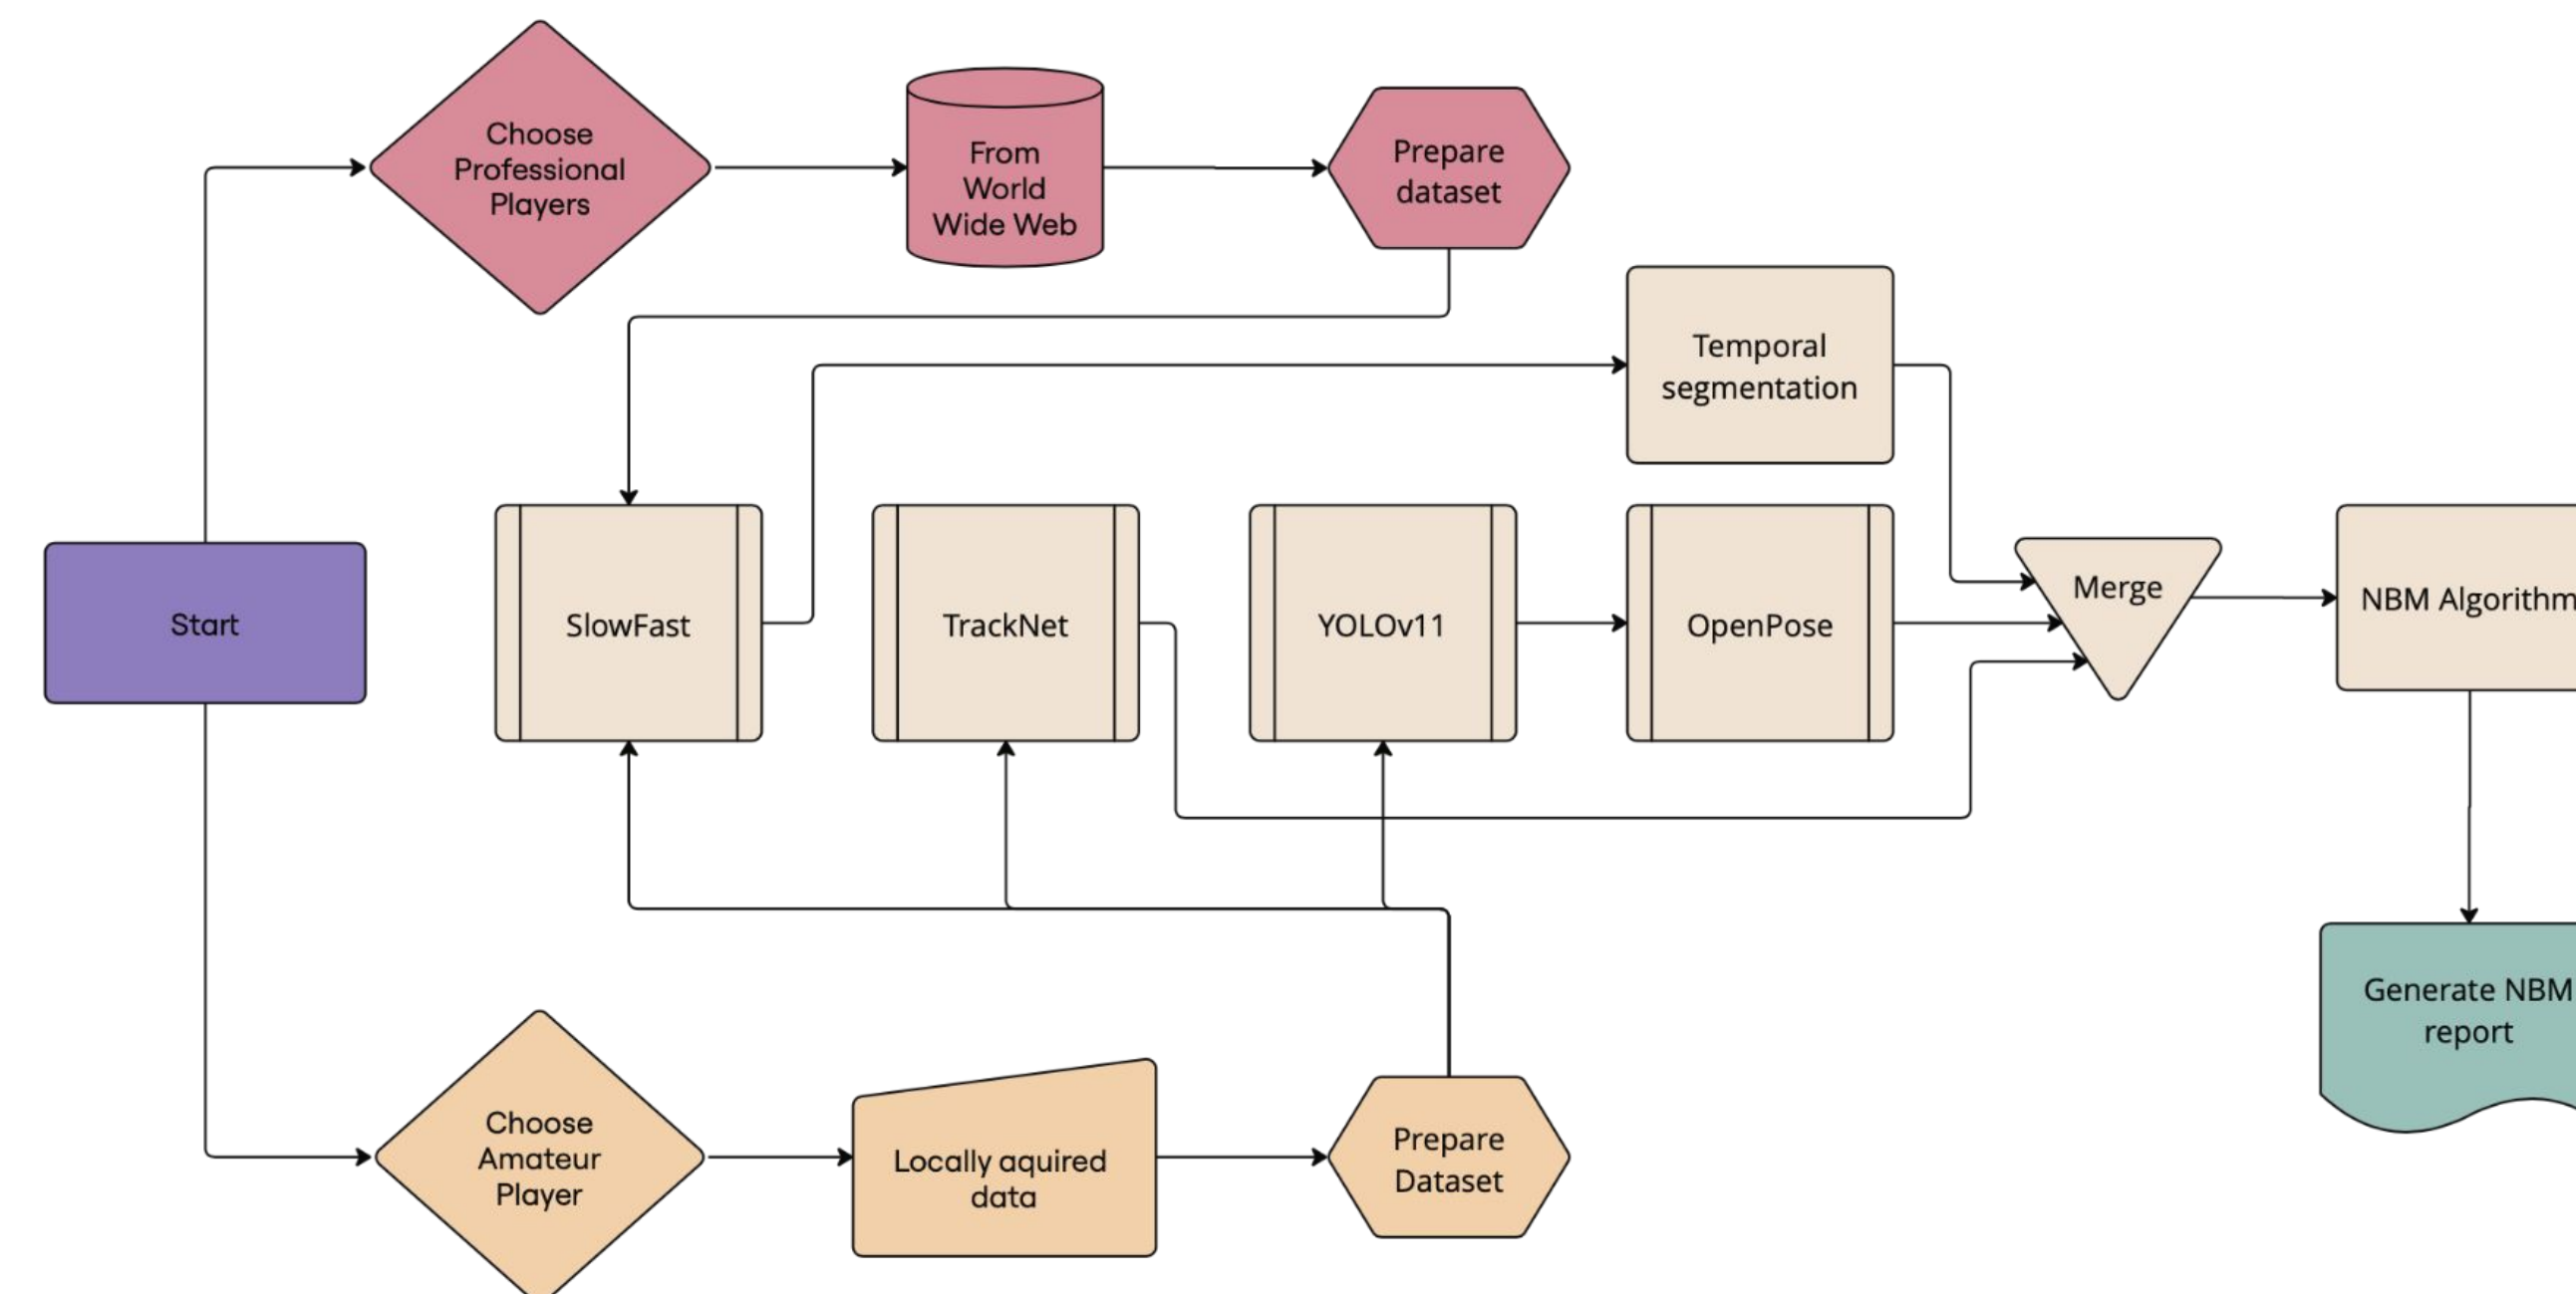 Choose
Professional
Players
From
World
Wide Web
Prepare
dataset
Temporal
segmentation
Start
SlowFast
TrackNet
YOLOv11
OpenPose
Merge
NBM Algorithm
Generate NBM
report
Choose
Amateur
Player
Locally aquired
data
Prepare
Dataset